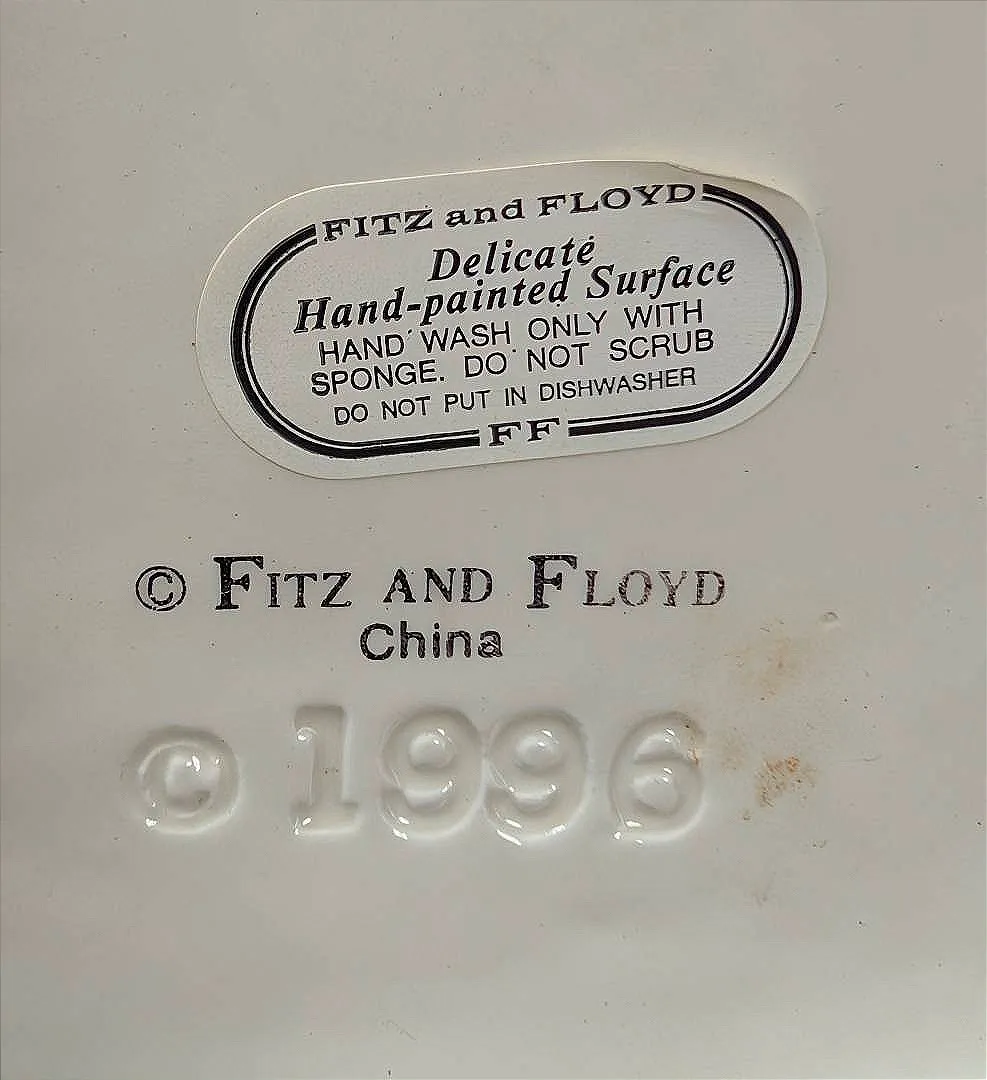 FITZ and FLOYD
Delicate
Hand-painted Surface
HAND WASH ONLY WITH
SPONGE. DO NOT SCRUB
DO NOT PUT IN DISHWASHER
FF
© FITZ AND FLOYD
China
© 1996